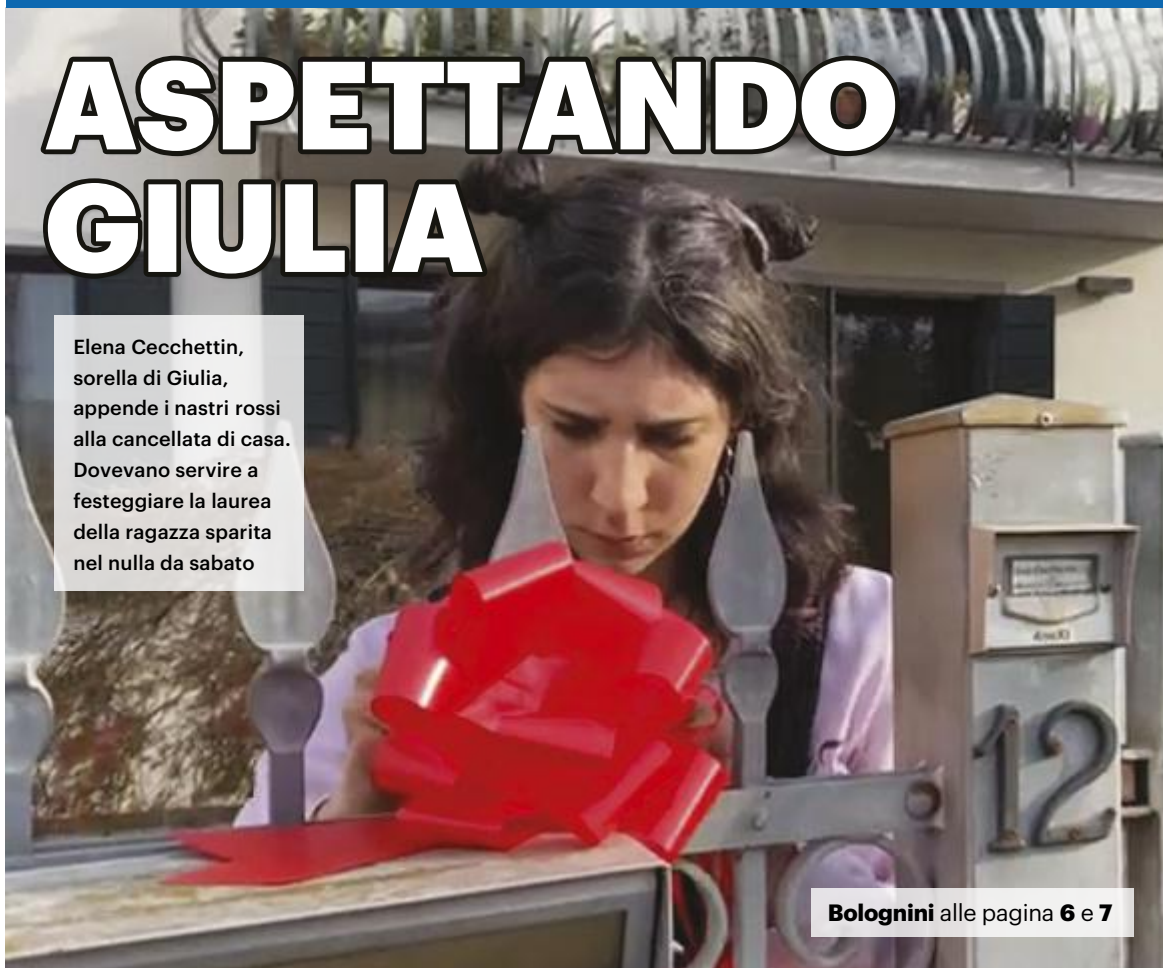 ASPETTANDO
GIULIA
Elena Cecchettin,
sorella di Giulia,
appende i nastri rossi
alla cancellata di casa.
Dovevano servire a
festeggiare la laurea
della ragazza sparita
nel nulla da sabato
12
Bolognini alle pagina 6 e 7